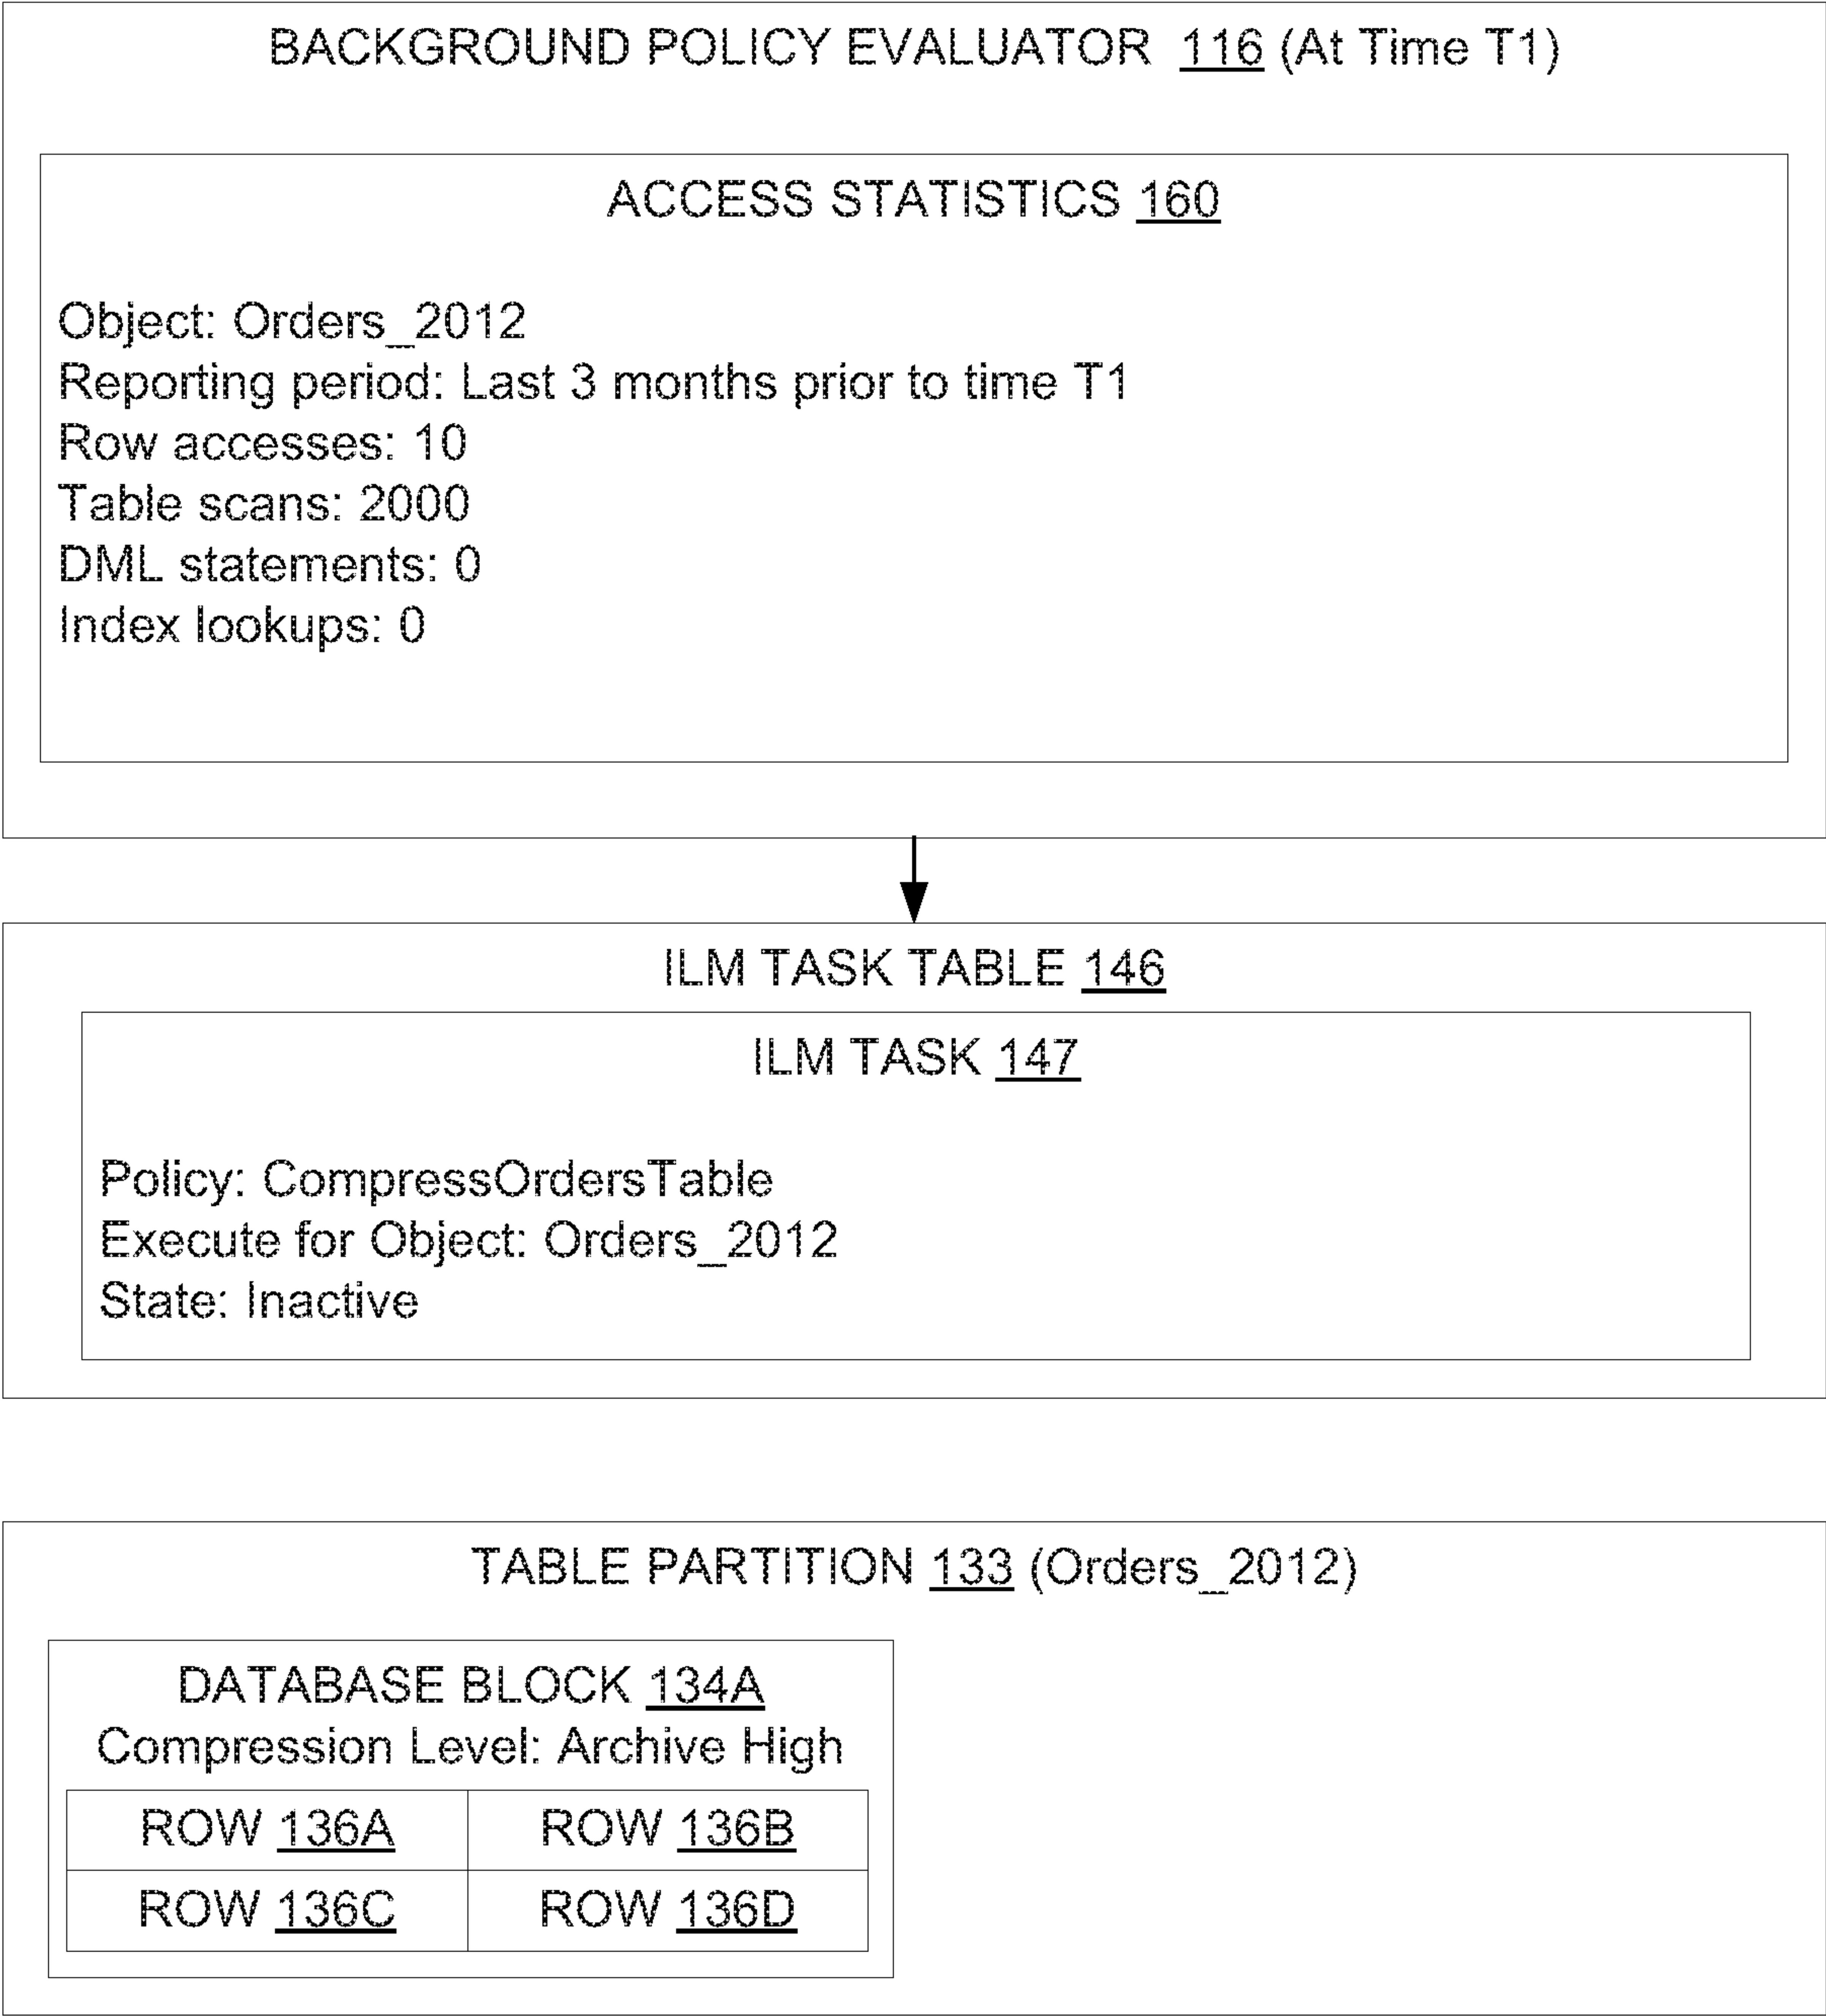 BACKGROUND POLICY EVALUATOR 116 (At Time T1)
ACCESS STATISTICS 160
Object: Orders_2012
Reporting period: Last 3 months prior to time T1
Row accesses: 10
Table scans: 2000
DML statements: 0
Index lookups: 0
ILM TASK TABLE 146
ILM TASK 147
Policy: CompressOrdersTable
Execute for Object: Orders_2012
State: Inactive
TABLE PARTITION 133 (Orders_2012)
DATABASE BLOCK 134A
Compression Level: Archive High
ROW 136A ROW 136B
ROW 136C ROW 136D